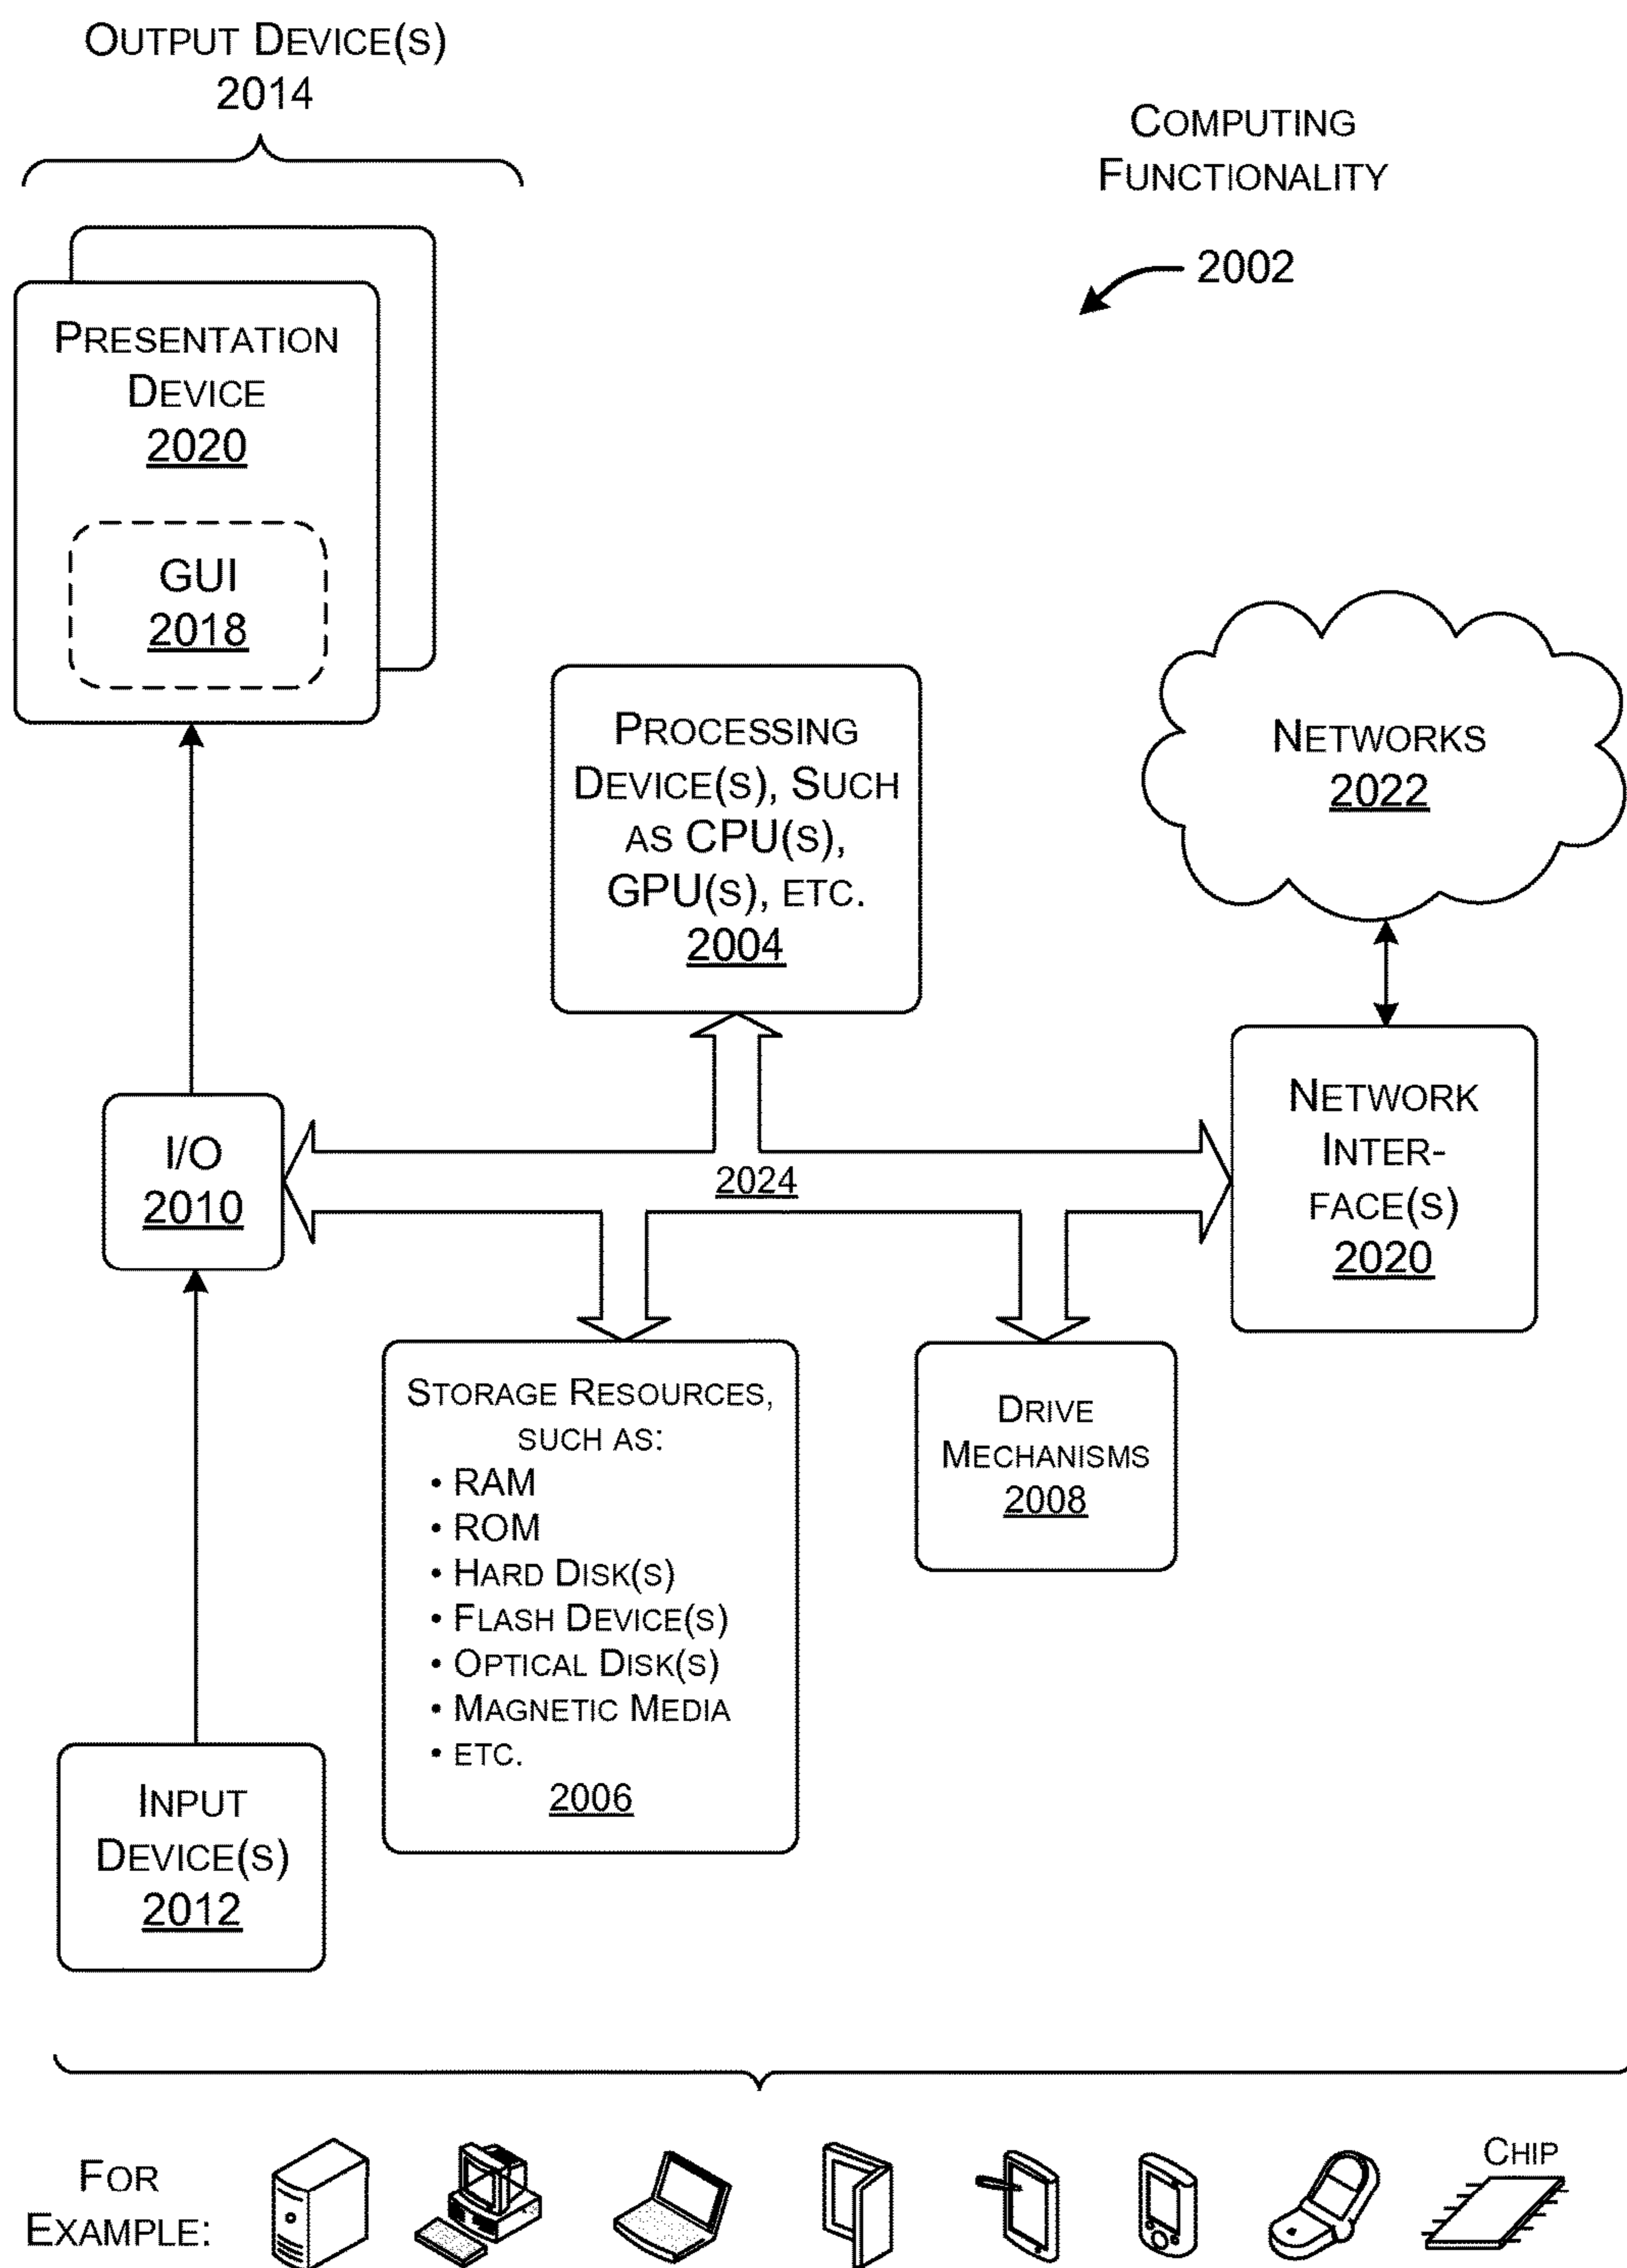 OUTPUT DEVICE(S)
2014
COMPUTING
FUNCTIONALITY
2002
PRESENTATION
DEVICE
2020
GUI
2018
PROCESSING
DEVICE(S), SUCH
AS CPU(S),
GPU(S), ETC.
2004
NETWORKS
2022
I/O
2010
2024
NETWORK
INTER-
FACE(S)
2020
STORAGE RESOURCES,
SUCH AS:
• RAM
• ROM
• HARD DISK(S)
• FLASH DEVICE(S)
• OPTICAL DISK(S)
• MAGNETIC MEDIA
• ETC.
2006
DRIVE
MECHANISMS
2008
INPUT
DEVICE(S)
2012
FOR
EXAMPLE:
CHIP